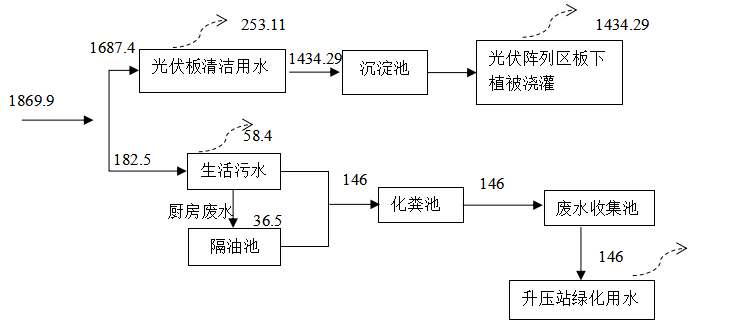 253.11
1434.29
1687.4
光伏板清洁用水
1434.29
沉淀池
光伏阵列区板下
植被浇灌
1869.9
58.4
182.5
生活污水
146
化粪池
146
废水收集池
厨房废水
36.5
隔油池
146
升压站绿化用水